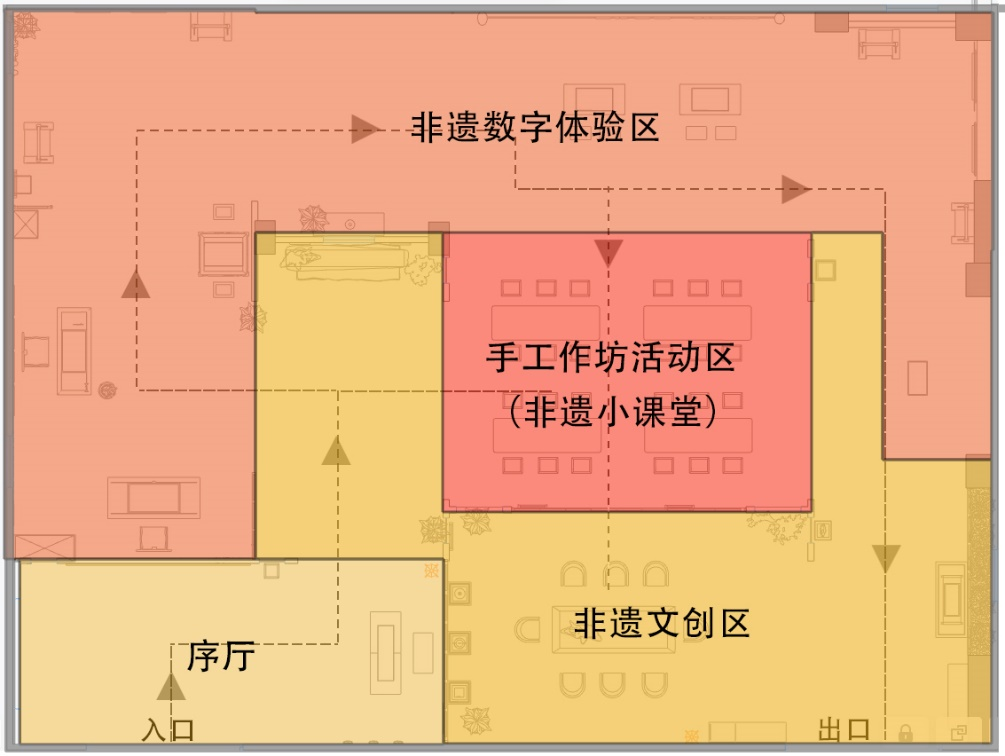 非遗数字体验区
手工作坊活动区
(非遗小课堂)
非遗文创区
序厅
入口
出口